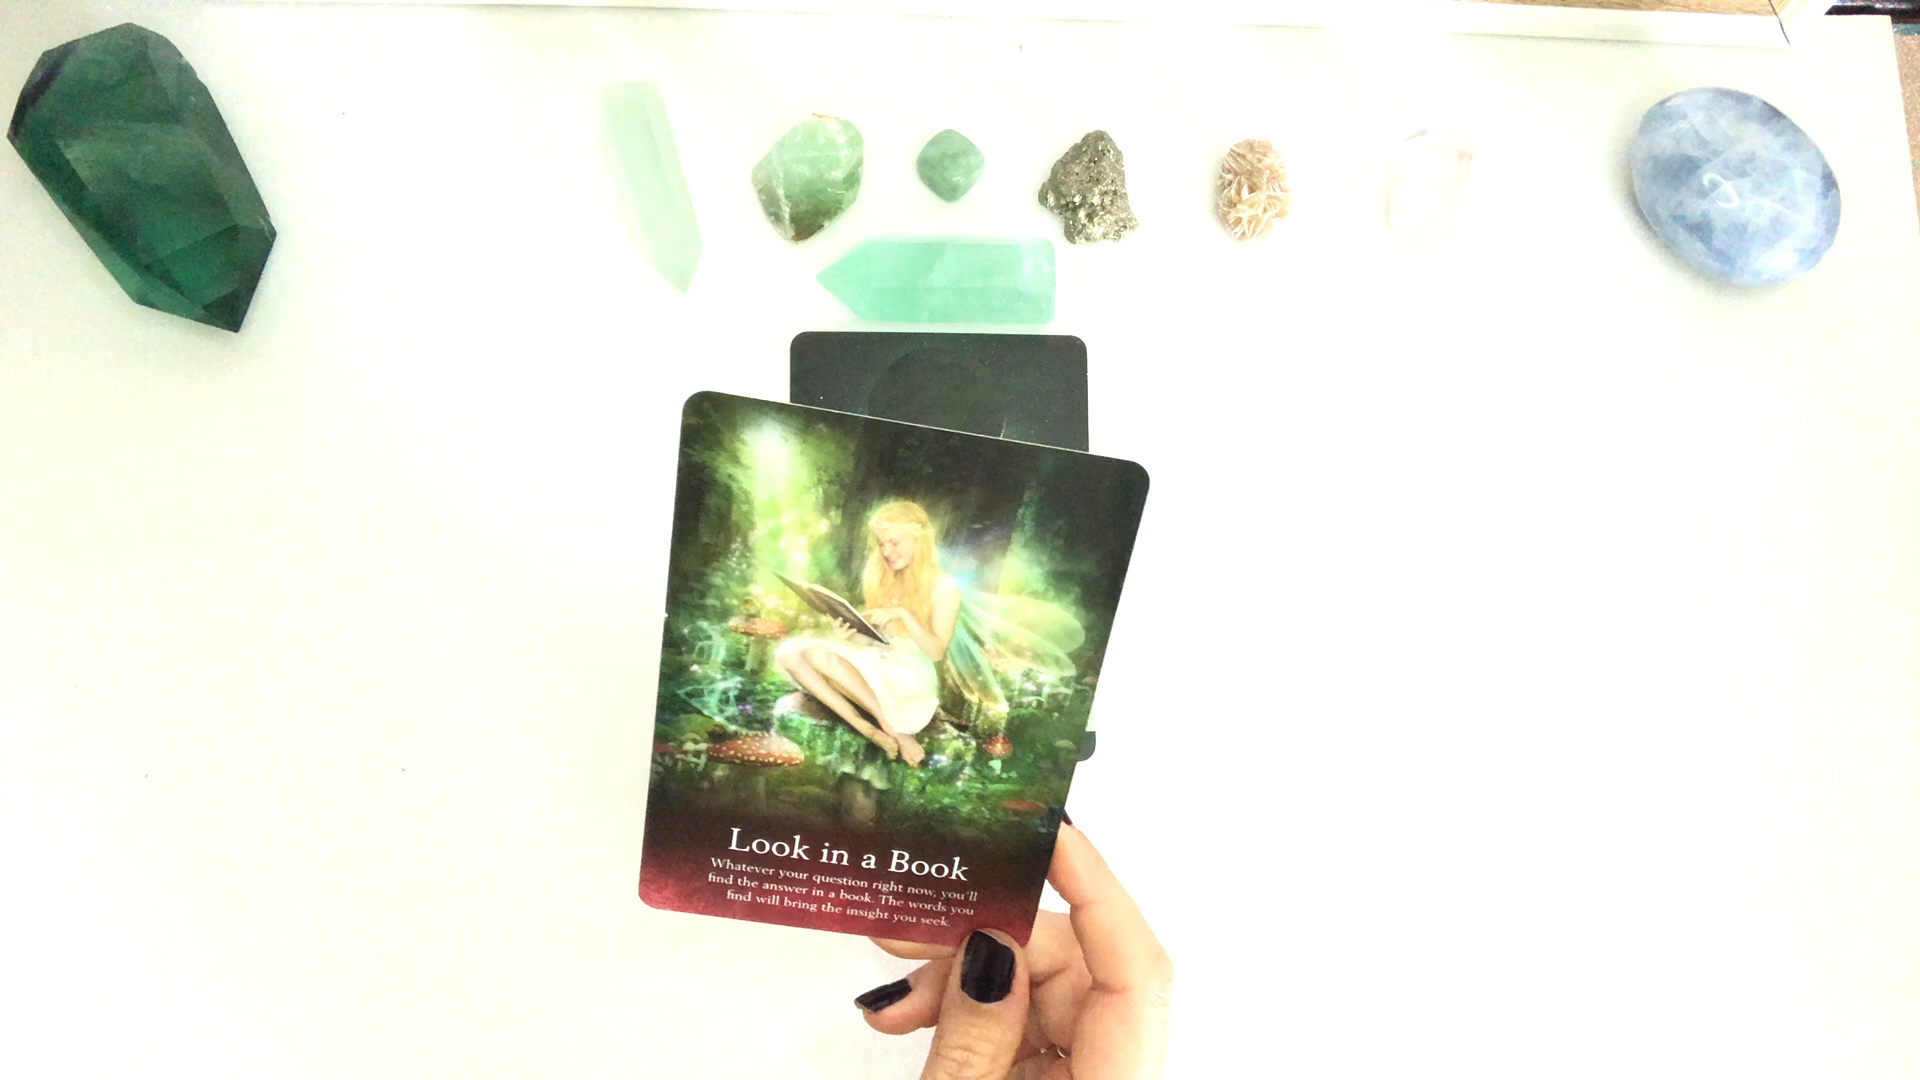 Look in a Book
Whatever your question right now, you'll
find the answer in a book. The words you
find will bring the insight you seek.